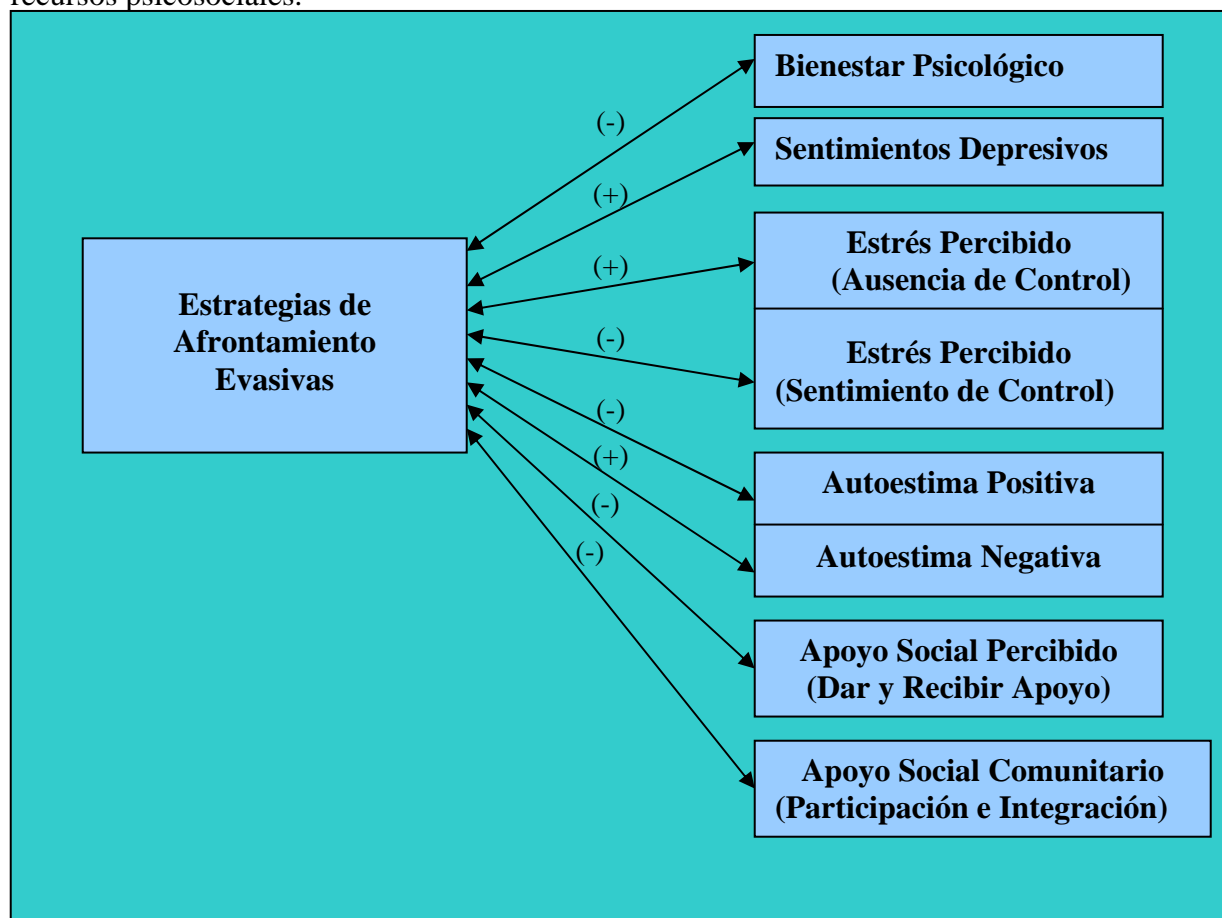 recursos psicosociales.
Bienestar Psicológico
(-)
Sentimientos Depresivos
(+)
Estrés Percibido
(Ausencia de Control)
(+)
Estrategias de
Afrontamiento
Evasivas
(-)
Estrés Percibido
(Sentimiento de Control)
(-)
(+)
Autoestima Positiva
(-)
Autoestima Negativa
(-)
Apoyo Social Percibido
(Dar y Recibir Apoyo)
Apoyo Social Comunitario
(Participación e Integración)